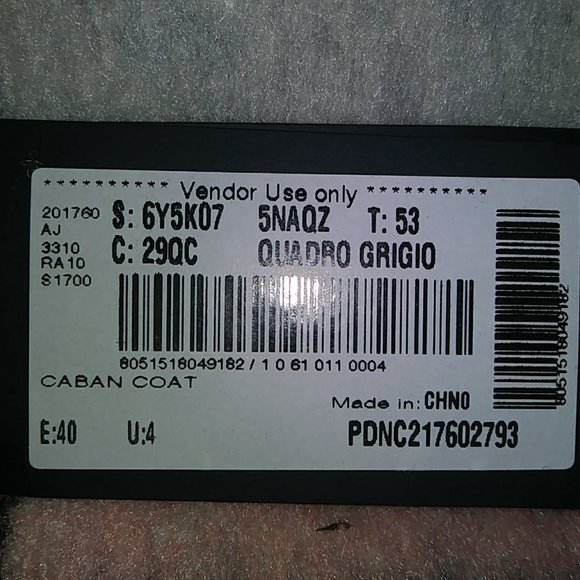 ********** Vendor Use only **********
201760 S: 6Y5K07 5NAQZ T: 53
AJ
3310 C: 29QC QUADRO GRIGIO
RA10
S1700
8051518049182 / 1 0 61 011 0004
8051518049182
CABAN COAT
Made in: CHN0
E:40 U:4 PDNC217602793